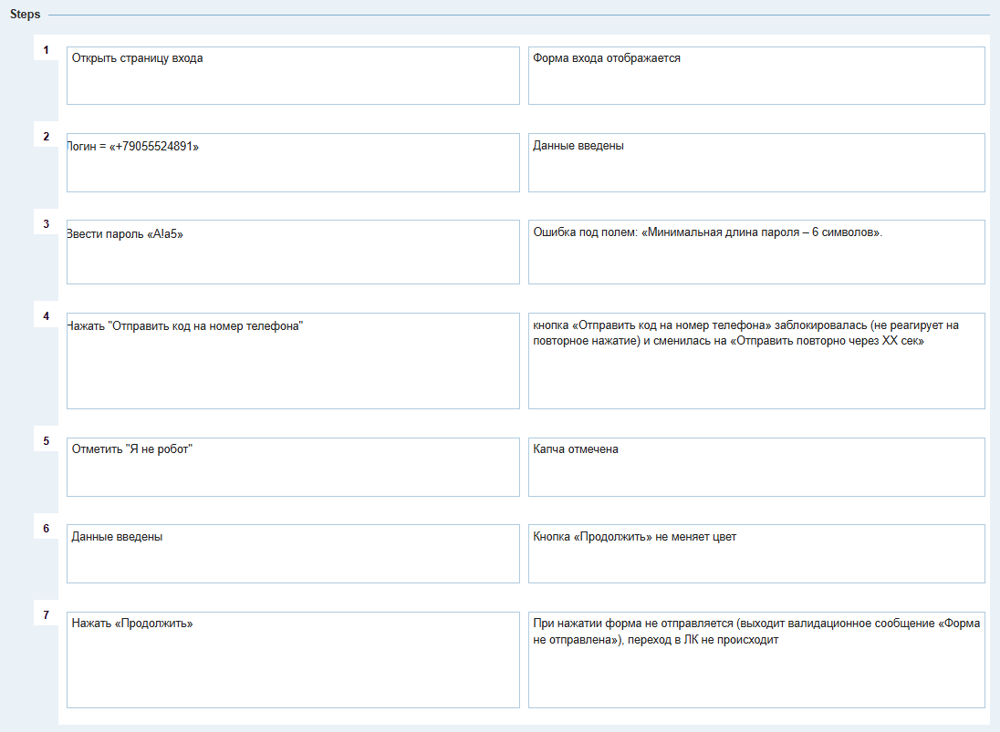 Steps
1
Открыть страницу входа
Форма входа отображается
2
Логин = «+79055524891»
Данные введены
3
Ввести пароль «A!a5»
Ошибка под полем: «Минимальная длина пароля – 6 символов».
4
Нажать "Отправить код на номер телефона"
кнопка «Отправить код на номер телефона» заблокировалась (не реагирует на
повторное нажатие) и сменилась на «Отправить повторно через XX сек»
5
Отметить "Я не робот"
Капча отмечена
6
Данные введены
Кнопка «Продолжить» не меняет цвет
7
Нажать «Продолжить»
При нажатии форма не отправляется (выходит валидационное сообщение «Форма
не отправлена»), переход в ЛК не происходит